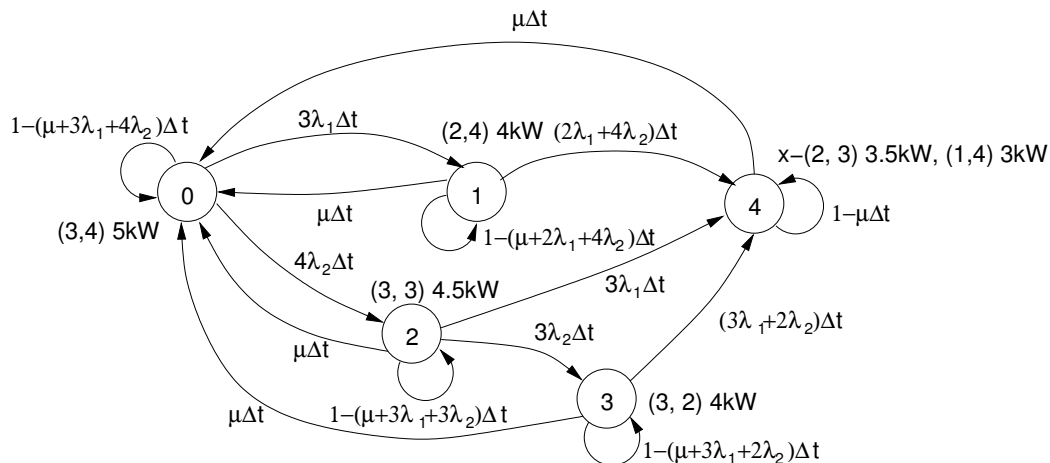 μΔt
1−(μ+3λ₁+4λ₂)Δt
3λ₁Δt
(2,4) 4kW
(2λ₁+4λ₂)Δt
x−(2, 3) 3.5kW, (1,4) 3kW
0
1
4
μΔt
1−μΔt
(3,4) 5kW
1−(μ+2λ₁+4λ₂)Δt
4λ₂Δt
(3, 3) 4.5kW
3λ₁Δt
2
3λ₂Δt
(3λ₁+2λ₂)Δt
μΔt
3
(3, 2) 4kW
1−(μ+3λ₁+3λ₂)Δt
μΔt
1−(μ+3λ₁+2λ₂)Δt